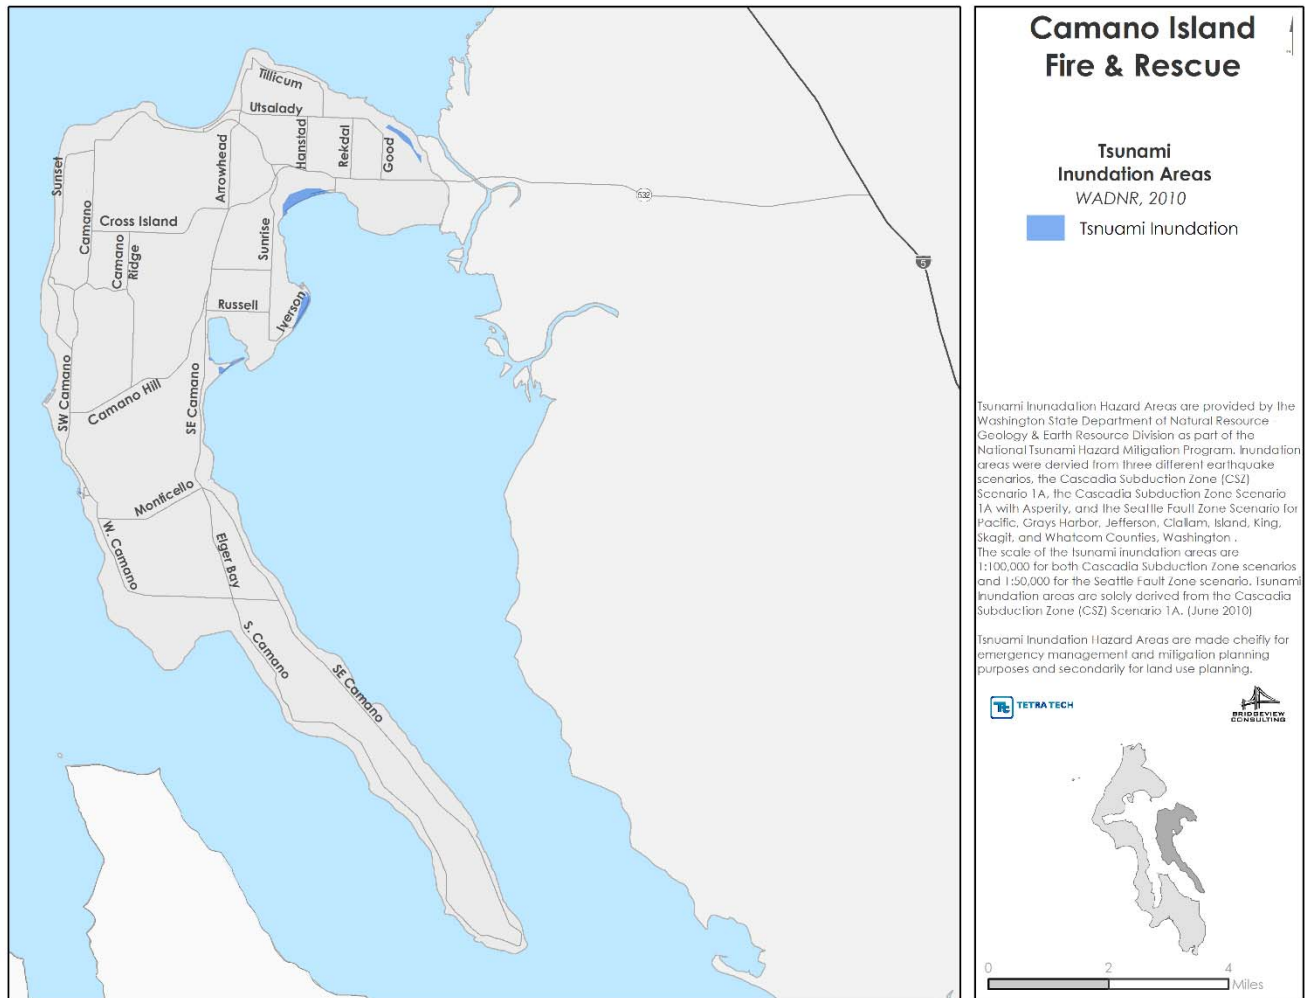 Camano Island
Fire & Rescue
Tsunami
Inundation Areas
WADNR, 2010
Tsnuami Inundation
Tsunami Inunadation Hazard Areas are provided by the
Washington State Department of Natural Resource
Geology & Earth Resource Division as part of the
National Tsunami Hazard Mitigation Program. Inundation
areas were dervied from three different earthquake
scenarios, the Cascadia Subduction Zone (CSZ)
Scenario 1A, the Cascadia Subduction Zone Scenario
1A with Asperity, and the Seattle Fault Zone Scenario for
Pacific, Grays Harbor, Jefferson, Clallam, Island, King,
Skagit, and Whatcom Counties, Washington .
The scale of the tsunami inundation areas are
1:100,000 for both Cascadia Subduction Zone scenarios
and 1:50,000 for the Seattle Fault Zone scenario. Tsunami
Inundation areas are solely derived from the Cascadia
Subduction Zone (CSZ) Scenario 1A. (June 2010)
Tsnuami Inundation Hazard Areas are made cheifly for
emergency management and mitigation planning
purposes and secondarily for land use planning.
TETRA TECH
BRIDGEVIEW
CONSULTING
0 2 4
Miles
Tillicum
Utsalady
Hanstad
Rekdal
Good
Arrowhead
Sunset
Camano
Cross Island
Camano
Ridge
Sunrise
532
5
Russell
Iverson
SW Camano
Camano Hill
SE Camano
Monticello
W. Camano
Elger Bay
S. Camano
SE Camano